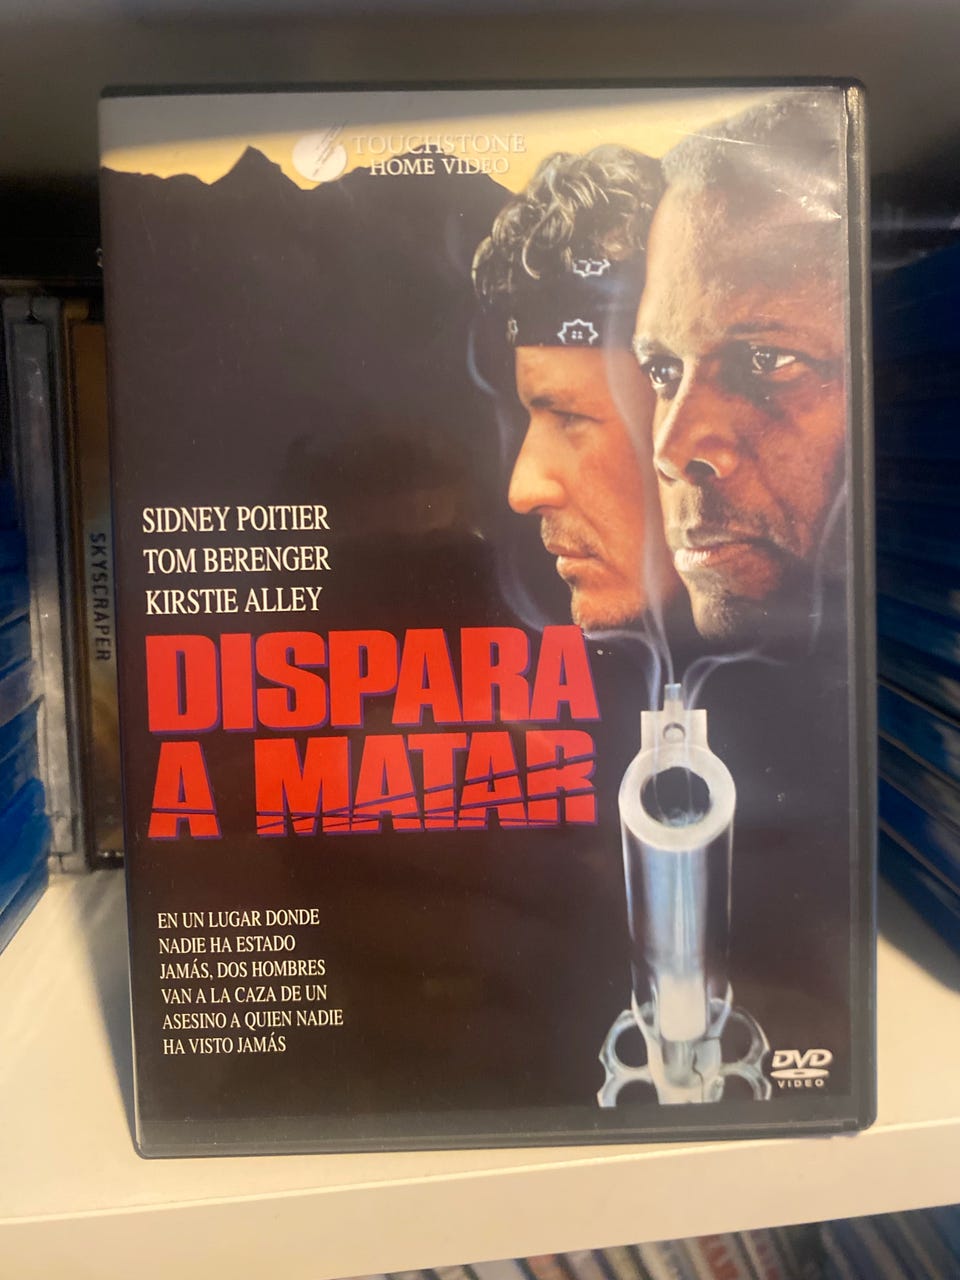 TOUCHSTONE
HOME VIDEO
SIDNEY POITIER
TOM BERENGER
KIRSTIE ALLEY
DISPARA
A MATAR
EN UN LUGAR DONDE
NADIE HA ESTADO
JAMÁS, DOS HOMBRES
VAN A LA CAZA DE UN
ASESINO A QUIEN NADIE
HA VISTO JAMÁS
DVD
VIDEO
SKYSCRAPER